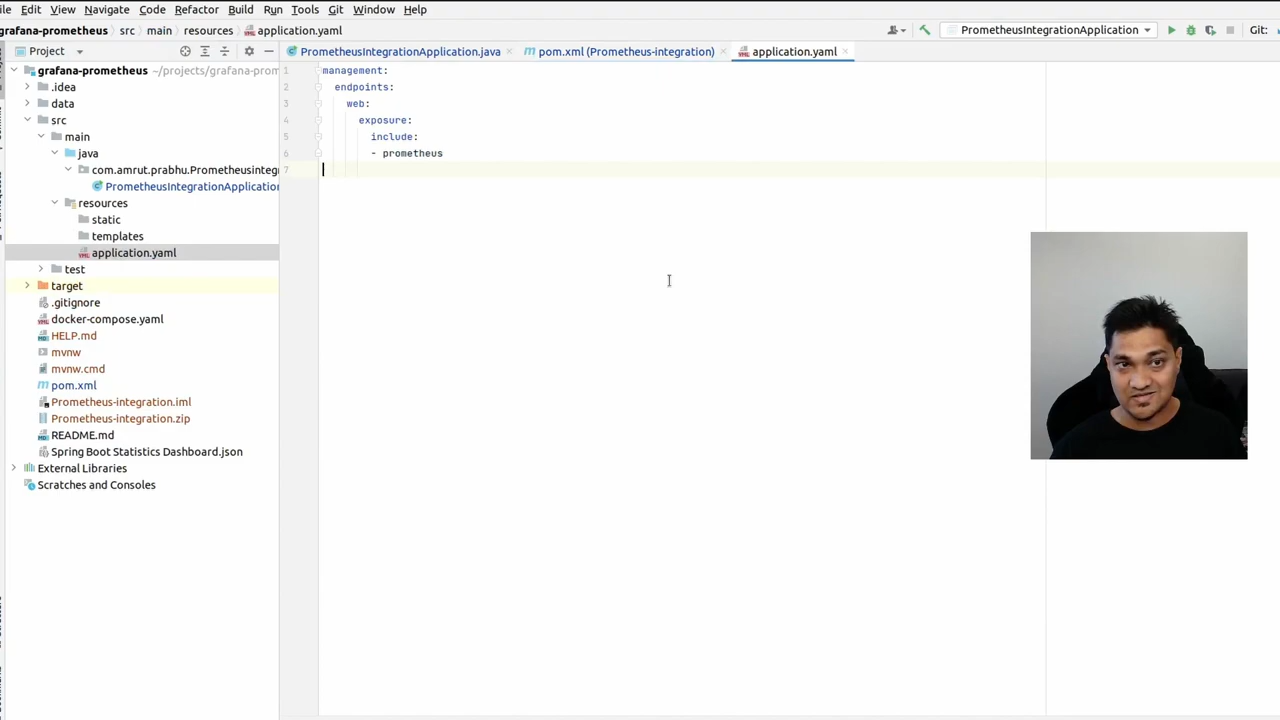 ile Edit View Navigate Code Refactor Build Run Tools Git Window Help
grafana-prometheus src main resources application.yaml PrometheusIntegrationApplication Git:
Project PrometheusIntegrationApplication.java pom.xml (Prometheus-integration) application.yaml
grafana-prometheus ~/projects/grafana-prom
.idea
data
src
main
java
com.amrut.prabhu.Prometheusinteg
PrometheusIntegrationApplication
resources
static
templates
application.yaml
test
target
.gitignore
docker-compose.yaml
HELP.md
mvnw
mvnw.cmd
pom.xml
Prometheus-integration.iml
Prometheus-integration.zip
README.md
Spring Boot Statistics Dashboard.json
External Libraries
Scratches and Consoles
1 management:
2 endpoints:
3 web:
4 exposure:
5 include:
6 - prometheus
7